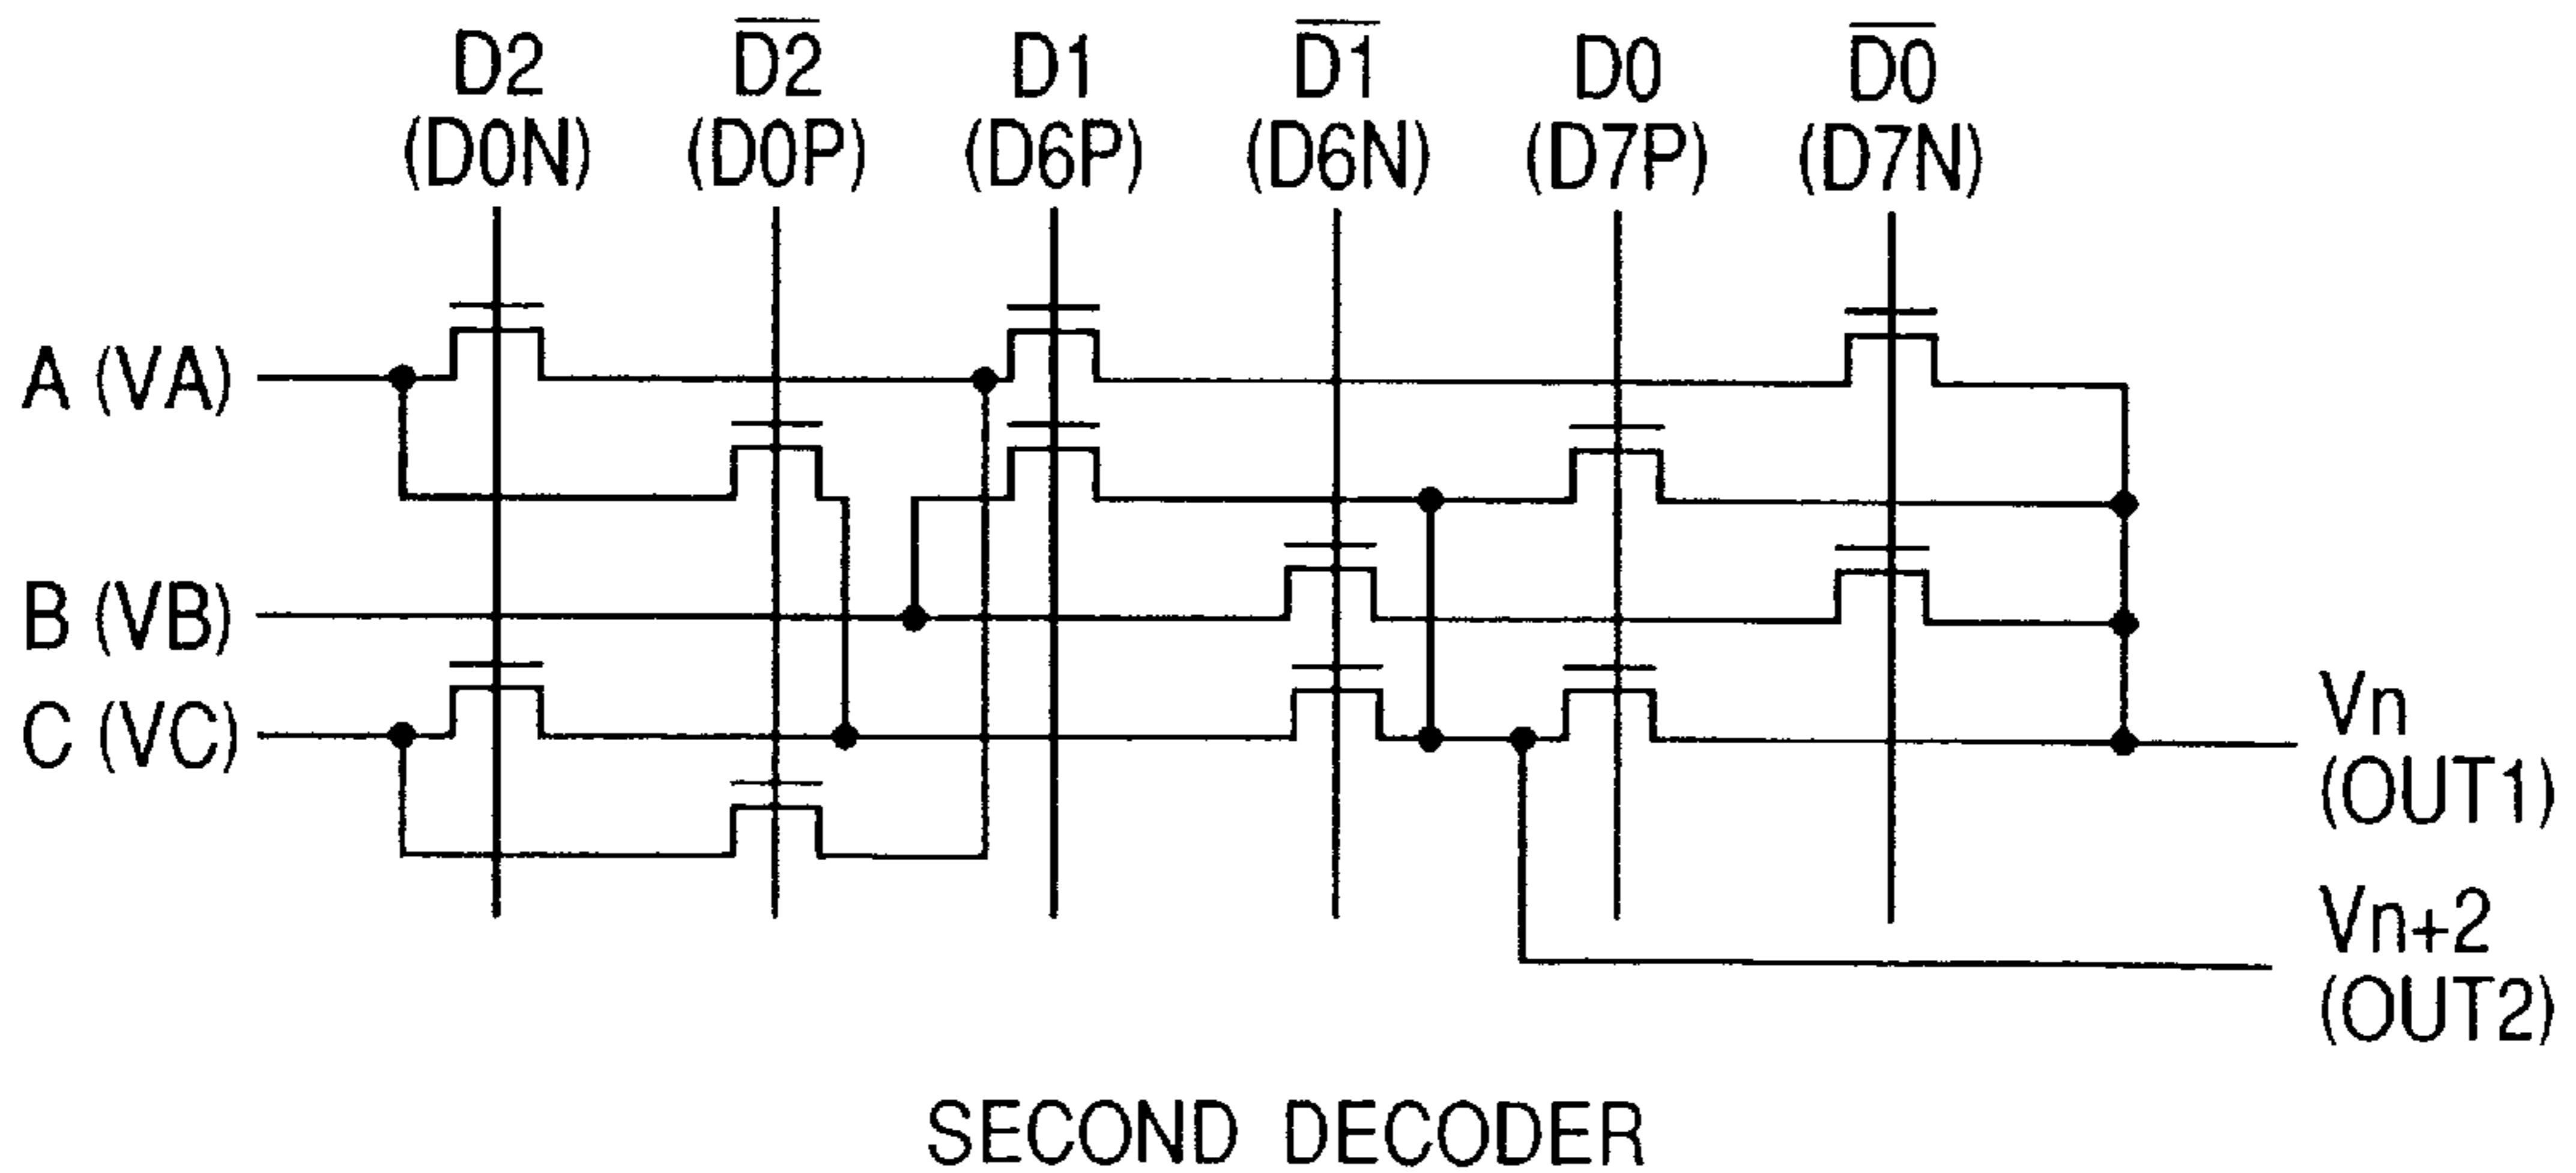 D2 D̅2̅ D1 D̅1̅ D0 D̅0̅
(D0N) (D0P) (D6P) (D6N) (D7P) (D7N)
A (VA)
B (VB)
C (VC)
Vn
(OUT1)
Vn+2
(OUT2)
SECOND DECODER